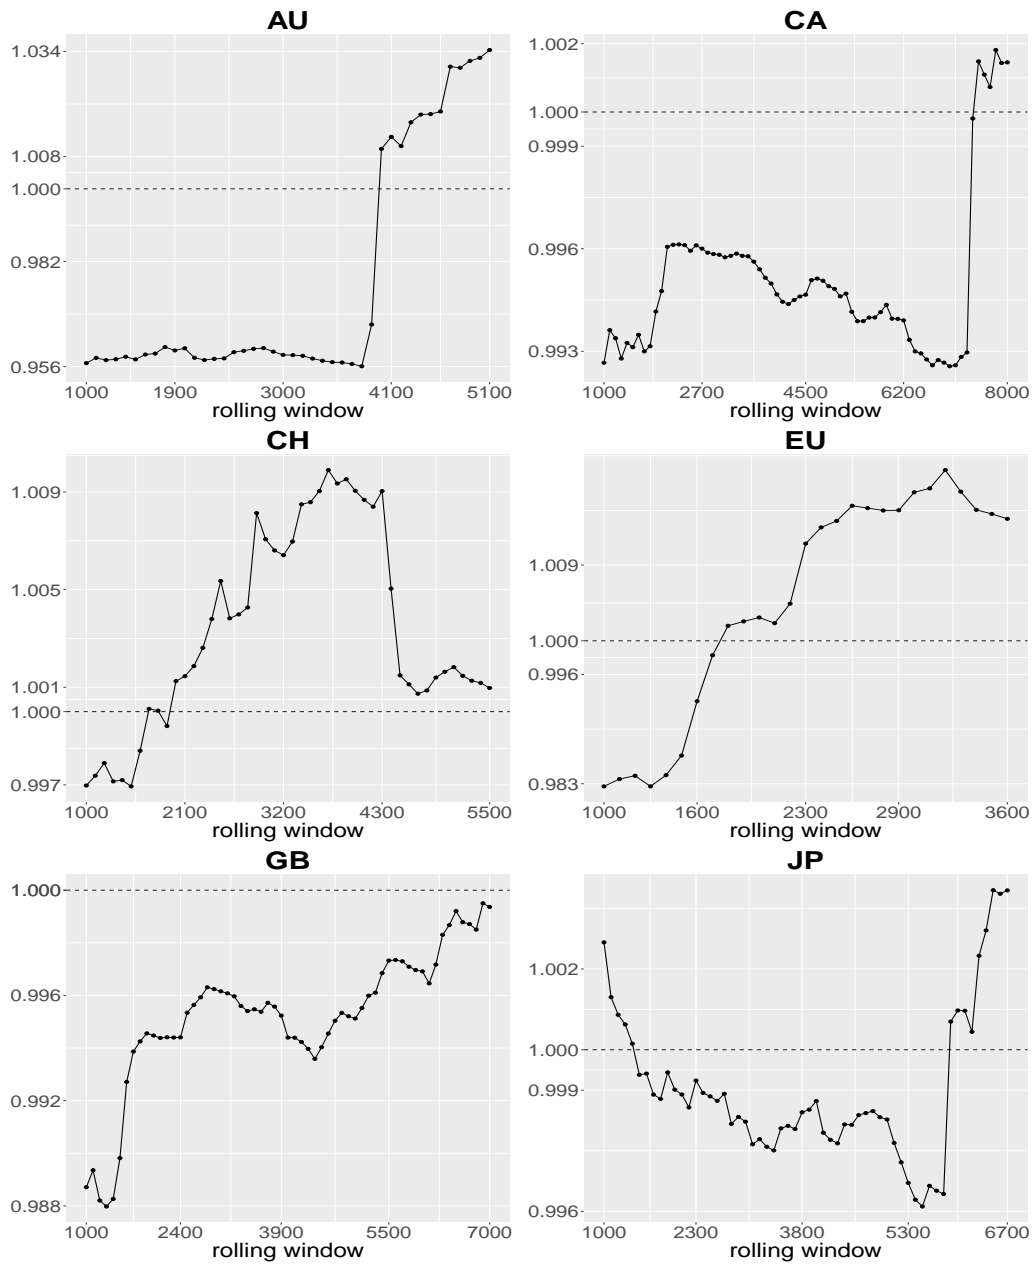 AU
1.034
1.008
1.000
0.982
0.956
1000 1900 3000 4100 5100
rolling window
CA
1.002
1.000
0.999
0.996
0.993
1000 2700 4500 6200 8000
rolling window
CH
1.009
1.005
1.001
1.000
0.997
1000 2100 3200 4300 5500
rolling window
EU
1.009
1.000
0.996
0.983
1000 1600 2300 2900 3600
rolling window
GB
1.000
0.996
0.992
0.988
1000 2400 3900 5500 7000
rolling window
JP
1.002
1.000
0.999
0.996
1000 2300 3800 5300 6700
rolling window